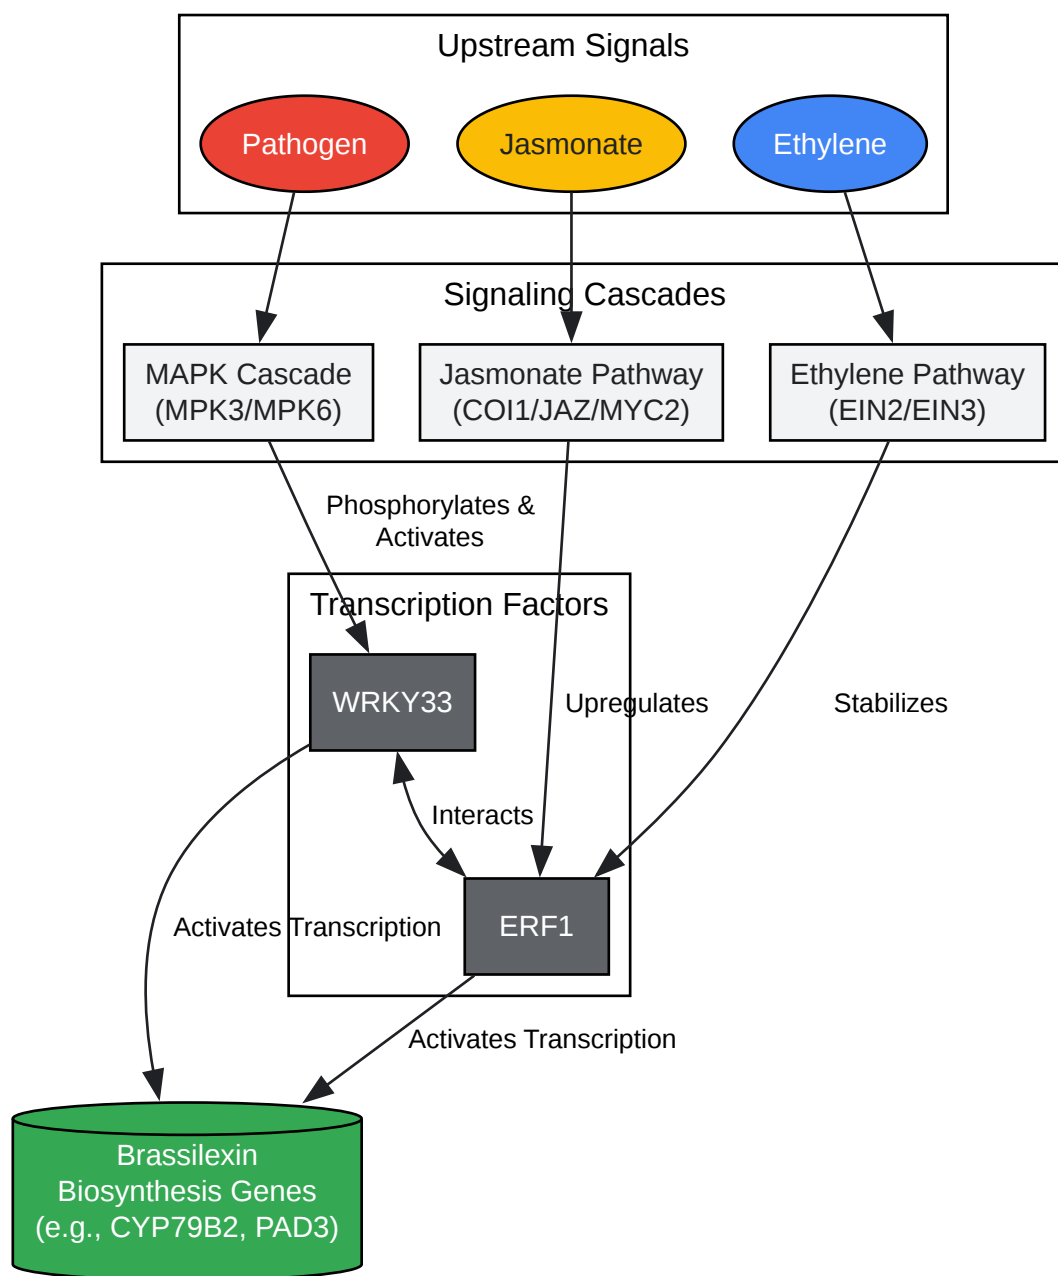 Upstream Signals
Pathogen
Jasmonate
Ethylene
Signaling Cascades
MAPK Cascade
(MPK3/MPK6)
Jasmonate Pathway
(COI1/JAZ/MYC2)
Ethylene Pathway
(EIN2/EIN3)
Phosphorylates &
Activates
Transcription Factors
WRKY33
Upregulates
Stabilizes
Interacts
ERF1
Activates Transcription
Activates Transcription
Brassilexin
Biosynthesis Genes
(e.g., CYP79B2, PAD3)